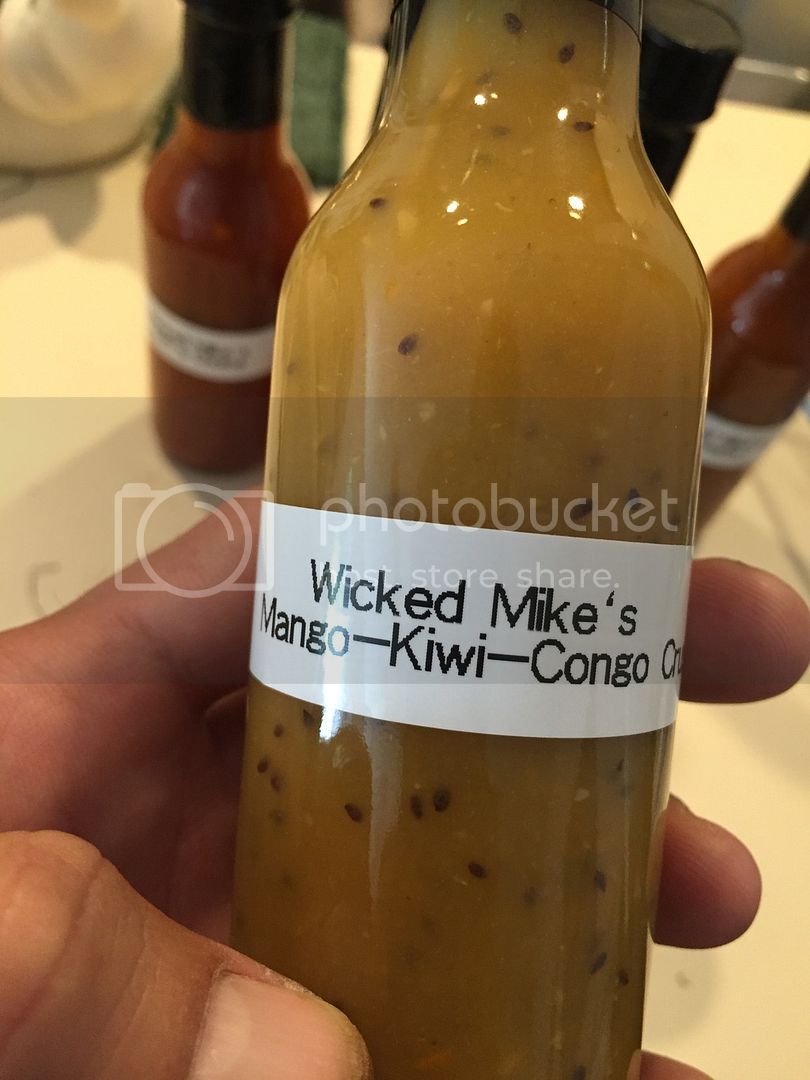 photobucket
host. store. share.
Wicked Mike‘s
Mango—Kiwi—Congo